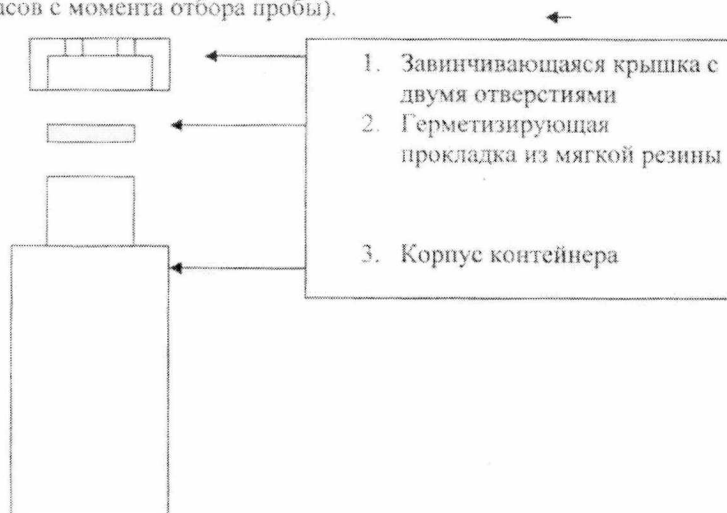 асов с момента отбора пробы).
1. Завинчивающаяся крышка с
двумя отверстиями
2. Герметизирующая
прокладка из мягкой резины
3. Корпус контейнера